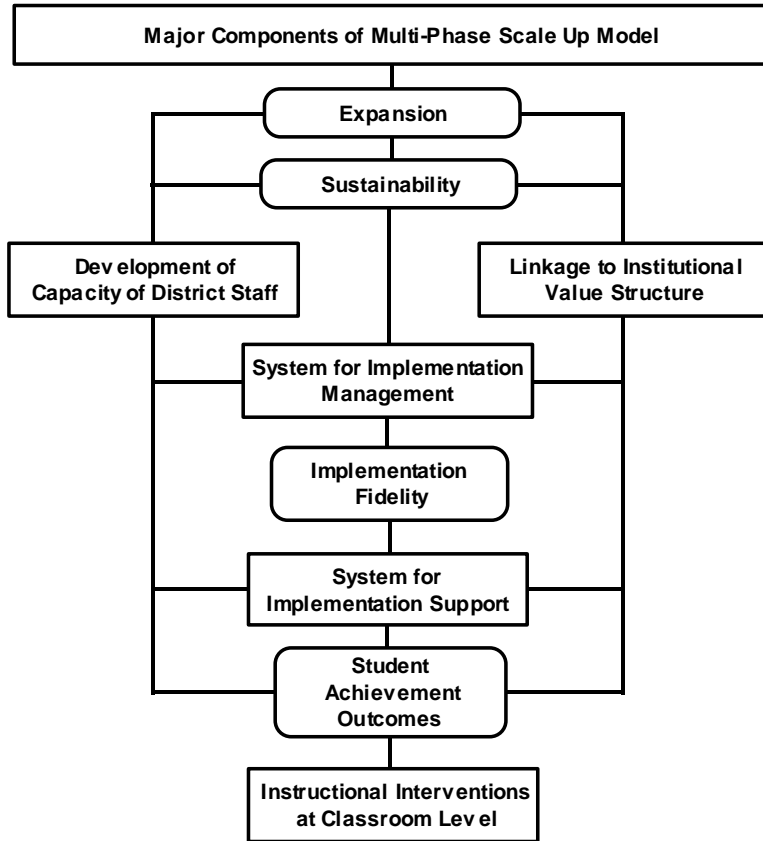 Major Components of Multi-Phase Scale Up Model
Expansion
Sustainability
Development of
Capacity of District Staff
Linkage to Institutional
Value Structure
System for Implementation
Management
Implementation
Fidelity
System for
Implementation Support
Student
Achievement
Outcomes
Instructional Interventions
at Classroom Level